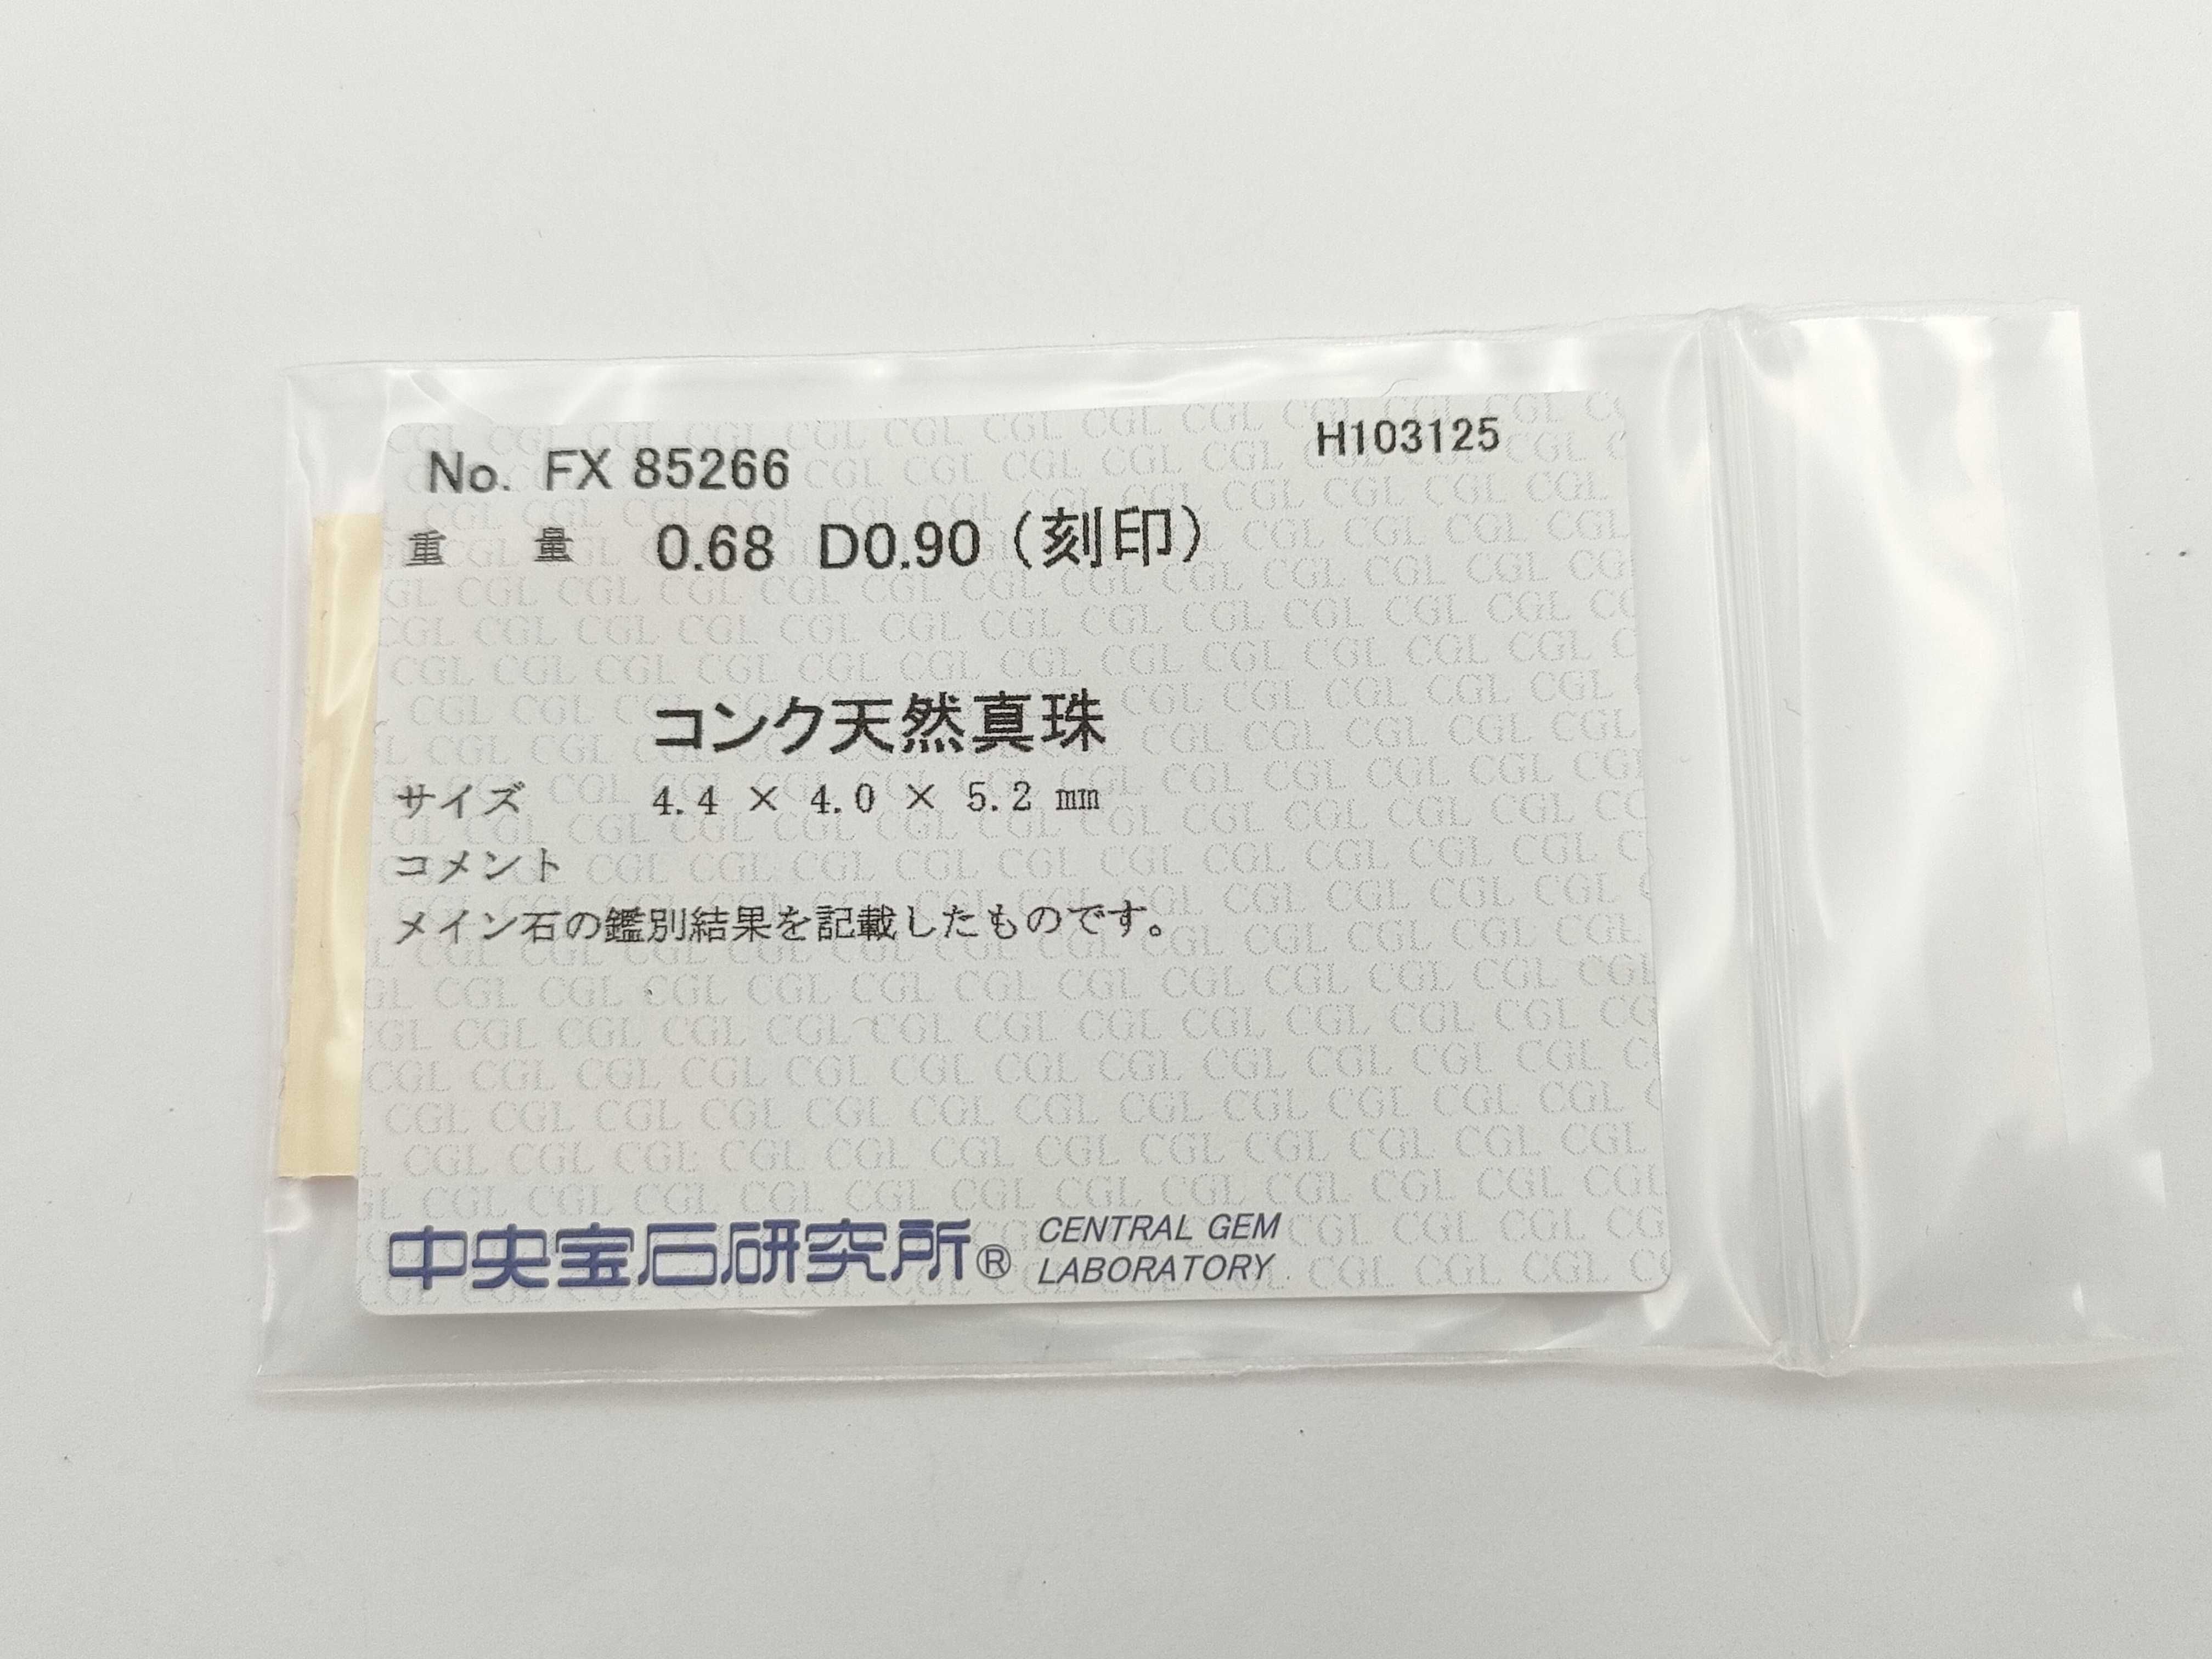 No. FX 85266
H103125
重 量 0.68 D0.90 (刻印)
コンク天然真珠
サイズ 4.4 × 4.0 × 5.2 ㎜
コメント
メイン石の鑑別結果を記載したものです。
中央宝石研究所® CENTRAL GEM
LABORATORY